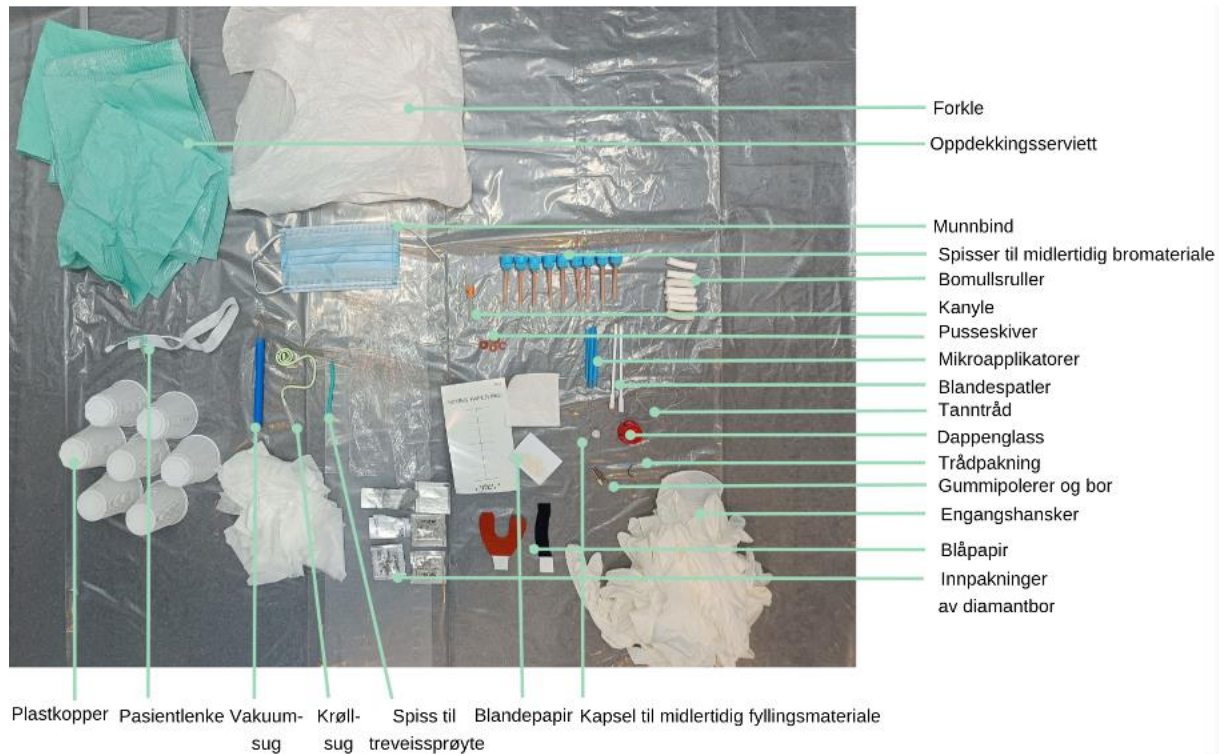 Forkle
Oppdekkingsserviett
Munnbind
Spisser til midlertidig bromateriale
Bomullsruller
Kanyle
Pusseskiver
Mikroapplikatorer
Blandespatler
Tanntråd
Dappenglass
Trådpakning
Gummipolerer og bor
Engangshansker
Blåpapir
Innpakninger
av diamantbor
Plastkopper
Pasientlenke
Vakuum-
sug
Krøll-
sug
Spiss til
treveissprøyte
Blandepapir
Kapsel til midlertidig fyllingsmateriale